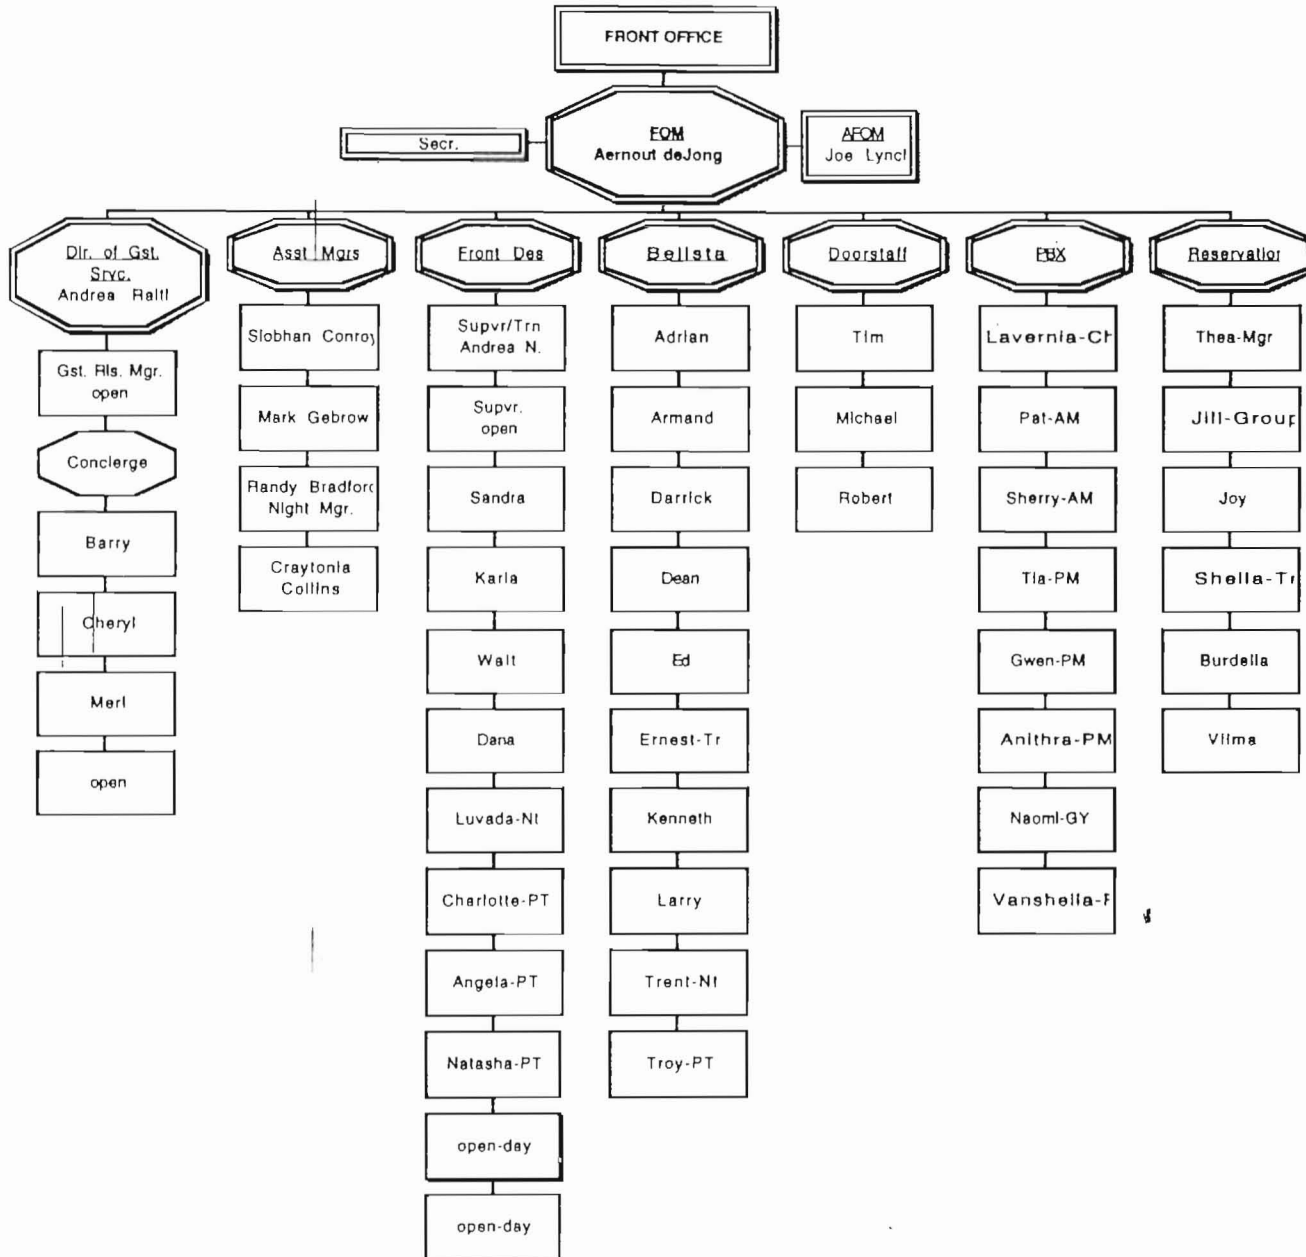 FRONT OFFICE
Secr.
FOM
Aernout deJong
AFOM
Joe Lyncl
Dir. of Gst.
Srvc.
Andrea Raitl
Gst. Rls. Mgr.
open
Concierge
Barry
Cheryl
Merl
open
Asst Mgrs
Siobhan Conroy
Mark Gebrow
Randy Bradford
Night Mgr.
Craytonia
Collins
Front Des
Supvr/Trn
Andrea N.
Supvr.
open
Sandra
Karla
Walt
Dana
Luvada-Nt
Charlotte-PT
Angela-PT
Natasha-PT
open-day
open-day
Bellsta
Adrian
Armand
Darrick
Dean
Ed
Ernest-Tr
Kenneth
Larry
Trent-Nt
Troy-PT
Doorstaff
Tim
Michael
Robert
PBX
Lavernia-Ch
Pat-AM
Sherry-AM
Tia-PM
Gwen-PM
Anithra-PM
Naomi-GY
Vanshella-P
Reservation
Thea-Mgr
Jill-Group
Joy
Shella-Tr
Burdella
Vilma